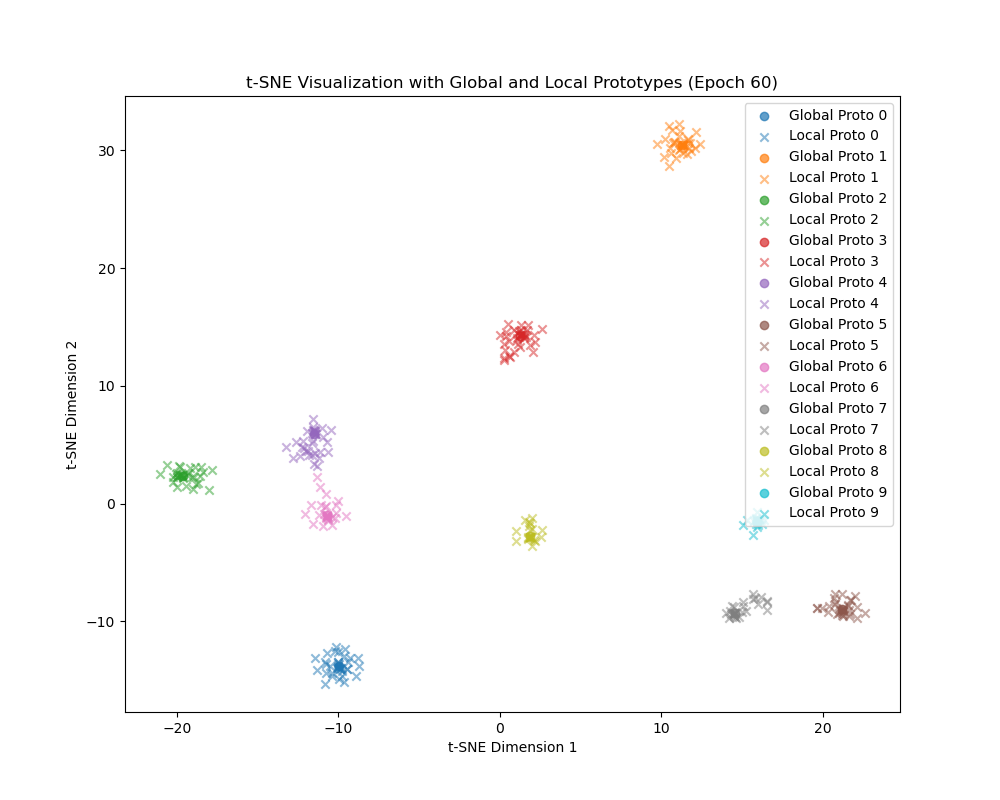 t-SNE Visualization with Global and Local Prototypes (Epoch 60)
Global Proto 0
Local Proto 0
Global Proto 1
Local Proto 1
Global Proto 2
Local Proto 2
Global Proto 3
Local Proto 3
Global Proto 4
Local Proto 4
Global Proto 5
Local Proto 5
Global Proto 6
Local Proto 6
Global Proto 7
Local Proto 7
Global Proto 8
Local Proto 8
Global Proto 9
Local Proto 9
t-SNE Dimension 2
30
20
10
0
−10
−20
−10
0
10
20
t-SNE Dimension 1